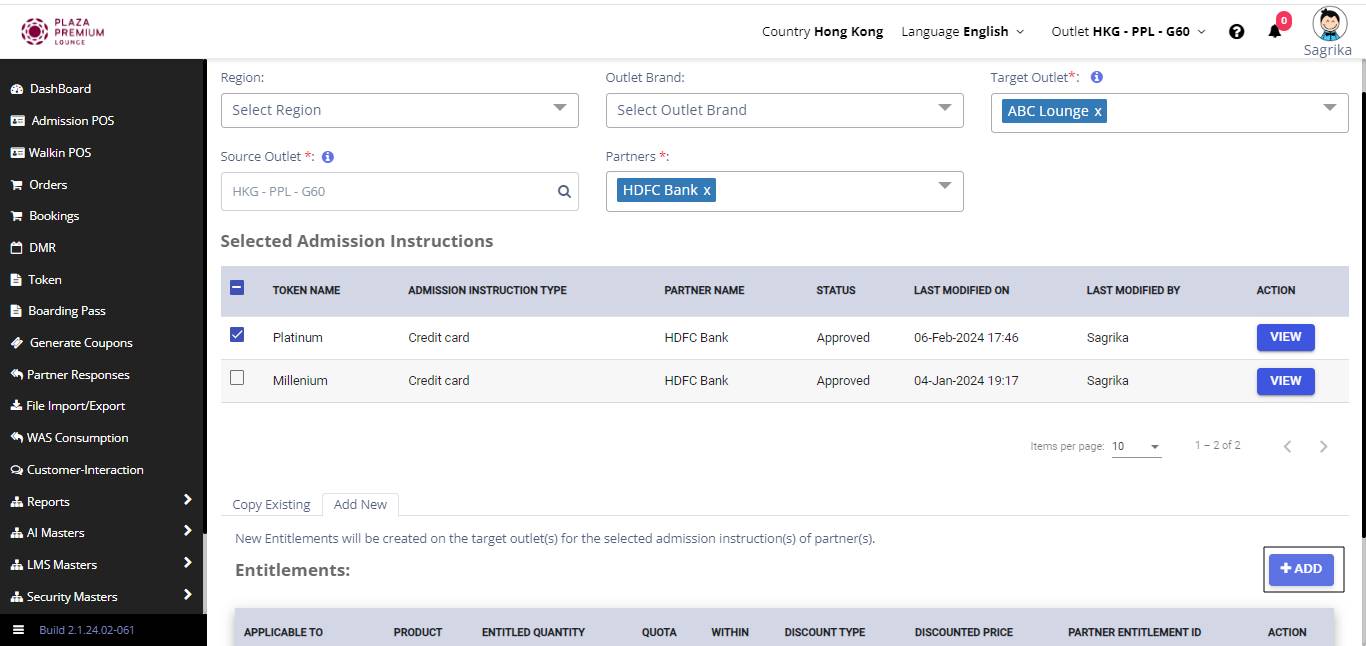 PLAZA
PREMIUM
LOUNGE
Country Hong Kong
Language English
Outlet HKG - PPL - G60
0
Sagrika
DashBoard
Admission POS
Walkin POS
Orders
Bookings
DMR
Token
Boarding Pass
Generate Coupons
Partner Responses
File Import/Export
WAS Consumption
Customer-Interaction
Reports
AI Masters
LMS Masters
Security Masters
Build 2.1.24.02-061
Region:
Outlet Brand:
Target Outlet*:
Select Region
Select Outlet Brand
ABC Lounge x
Source Outlet *:
Partners *:
HKG - PPL - G60
HDFC Bank x
Selected Admission Instructions
TOKEN NAME ADMISSION INSTRUCTION TYPE PARTNER NAME STATUS LAST MODIFIED ON LAST MODIFIED BY ACTION
Platinum Credit card HDFC Bank Approved 06-Feb-2024 17:46 Sagrika VIEW
Millenium Credit card HDFC Bank Approved 04-Jan-2024 19:17 Sagrika VIEW
Items per page: 10 1 – 2 of 2
Copy Existing Add New
New Entitlements will be created on the target outlet(s) for the selected admission instruction(s) of partner(s).
Entitlements:
+ ADD
APPLICABLE TO PRODUCT ENTITLED QUANTITY QUOTA WITHIN DISCOUNT TYPE DISCOUNTED PRICE PARTNER ENTITLEMENT ID ACTION